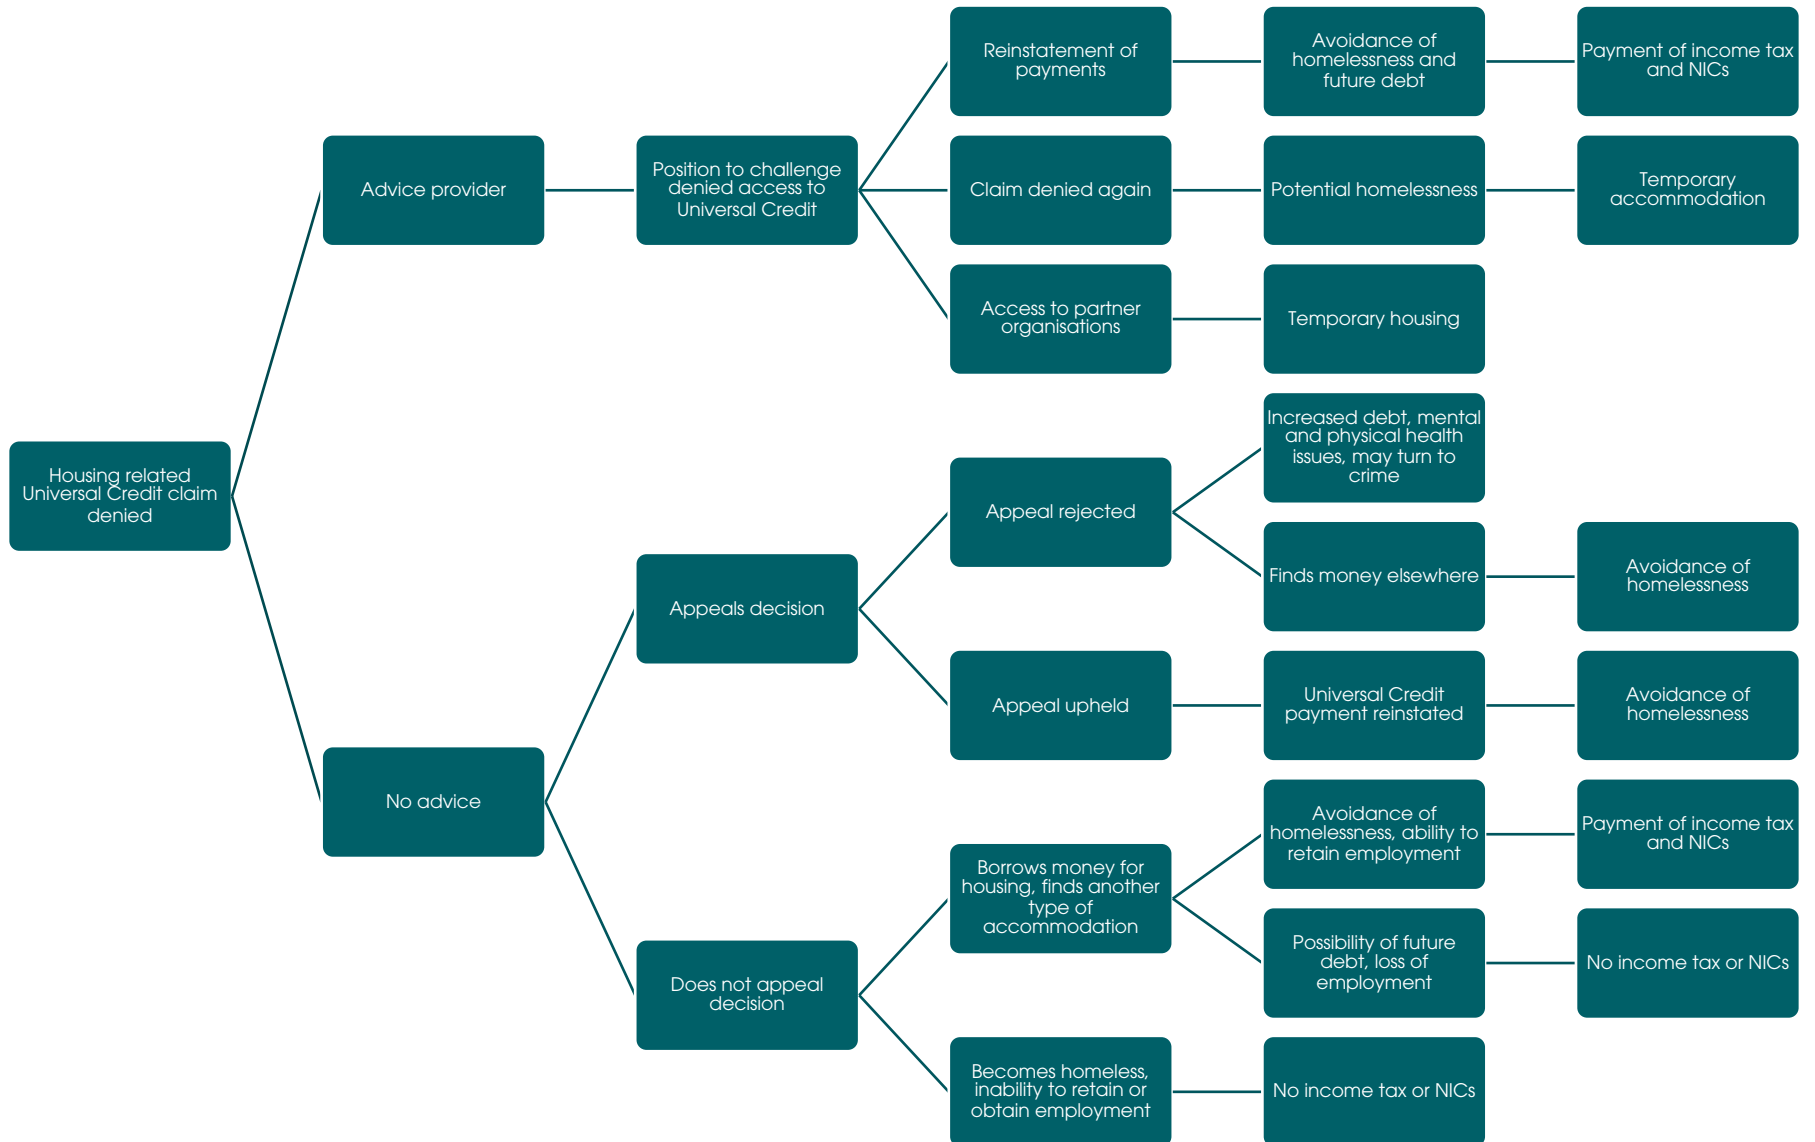 Housing related
Universal Credit claim
denied
Advice provider
Position to challenge
denied access to
Universal Credit
Reinstatement of
payments
Avoidance of
homelessness and
future debt
Payment of income tax
and NICs
Claim denied again
Potential homelessness
Temporary
accommodation
Access to partner
organisations
Temporary housing
No advice
Appeals decision
Appeal rejected
Increased debt, mental
and physical health
issues, may turn to
crime
Finds money elsewhere
Avoidance of
homelessness
Appeal upheld
Universal Credit
payment reinstated
Avoidance of
homelessness
Does not appeal
decision
Borrows money for
housing, finds another
type of
accommodation
Avoidance of
homelessness, ability to
retain employment
Payment of income tax
and NICs
Possibility of future
debt, loss of
employment
No income tax or NICs
Becomes homeless,
inability to retain or
obtain employment
No income tax or NICs